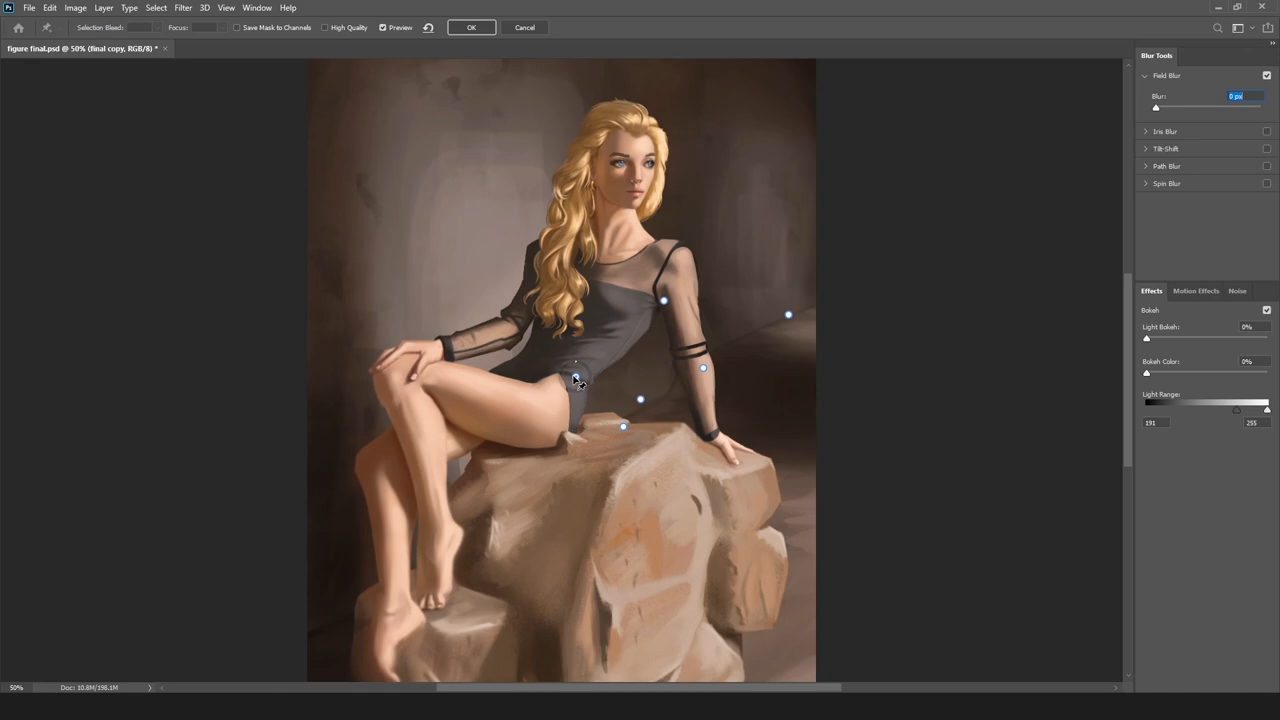 Ps File Edit Image Layer Type Select Filter 3D View Window Help
Selection Bleed: Focus: Save Mask to Channels High Quality Preview OK Cancel
figure final.psd @ 50% (final copy, RGB/8) * ×
Blur Tools
Field Blur
Blur: 0 px
Iris Blur
Tilt-Shift
Path Blur
Spin Blur
Effects Motion Effects Noise
Bokeh
Light Bokeh: 0%
Bokeh Color: 0%
Light Range:
191 255
50% Doc: 10.8M/198.1M